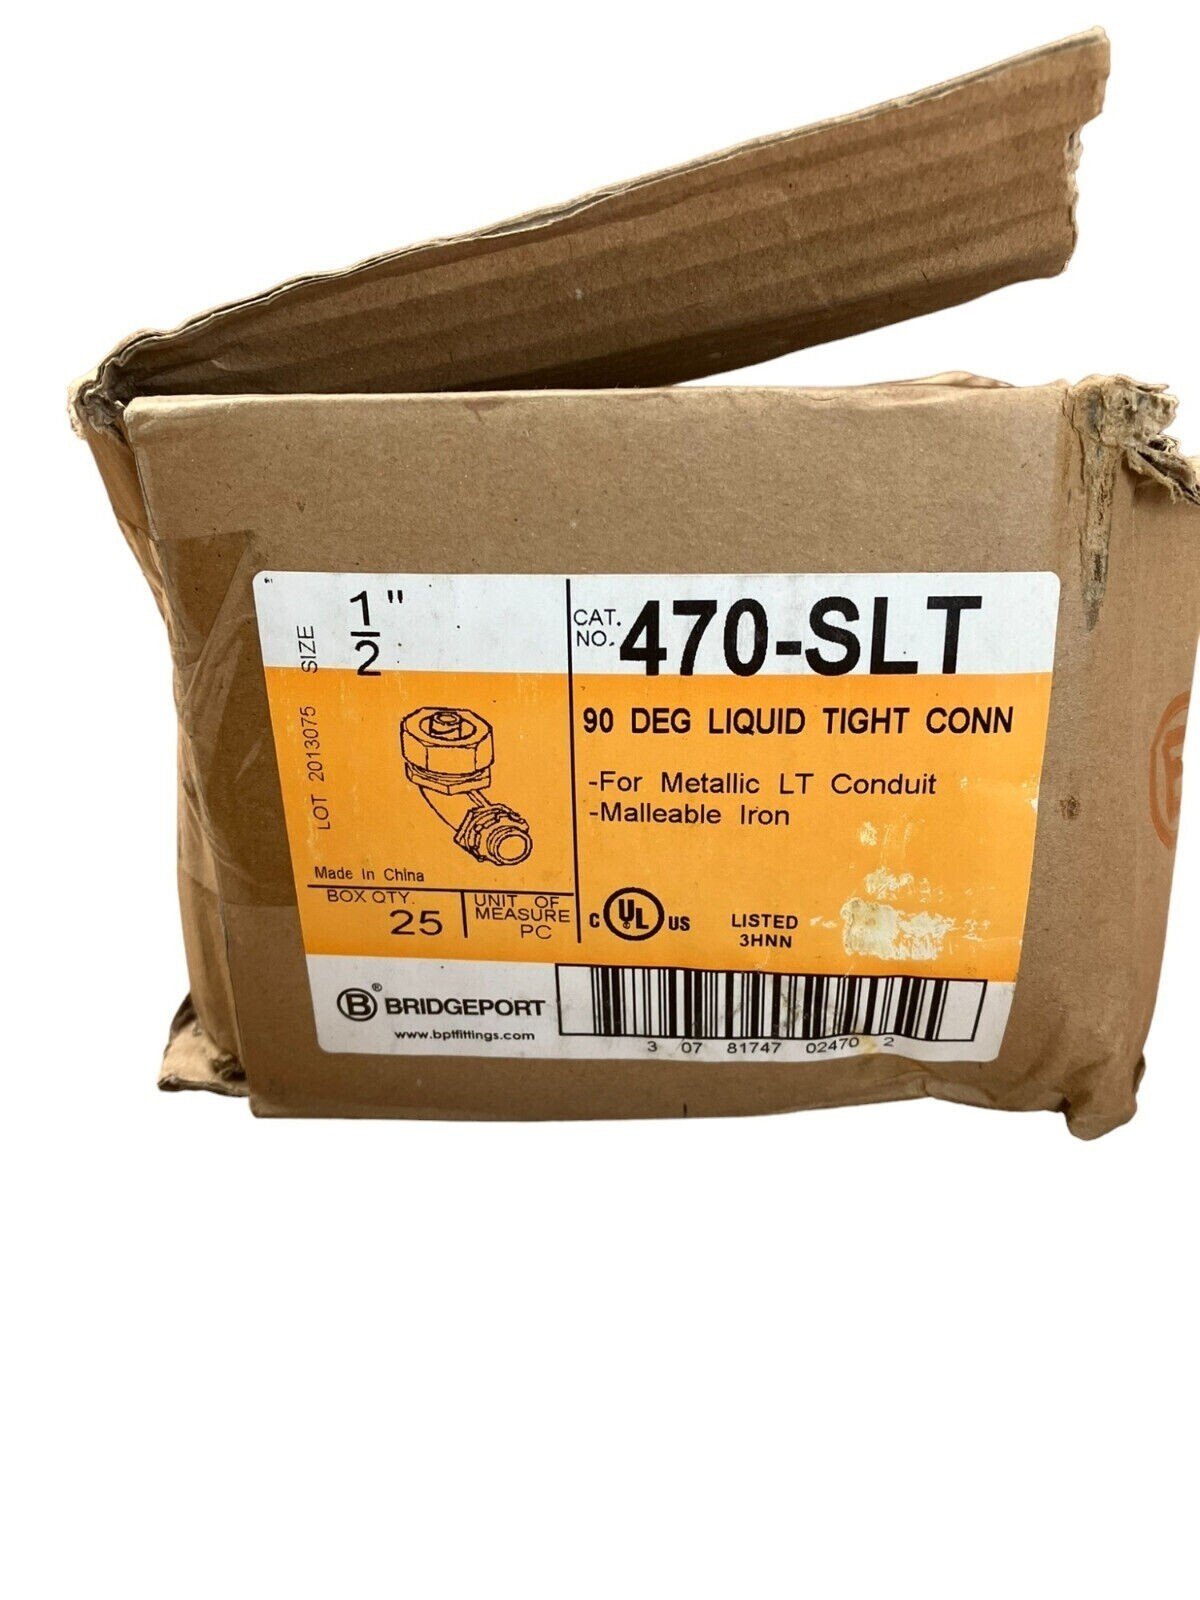 SIZE 1/2"
CAT. NO. 470-SLT
LOT 2013075
90 DEG LIQUID TIGHT CONN
-For Metallic LT Conduit
-Malleable Iron
Made In China
BOX QTY.
25
UNIT OF
MEASURE
PC
C UL US
LISTED
3HNN
B® BRIDGEPORT
www.bptfittings.com
3 07 81747 02470 2